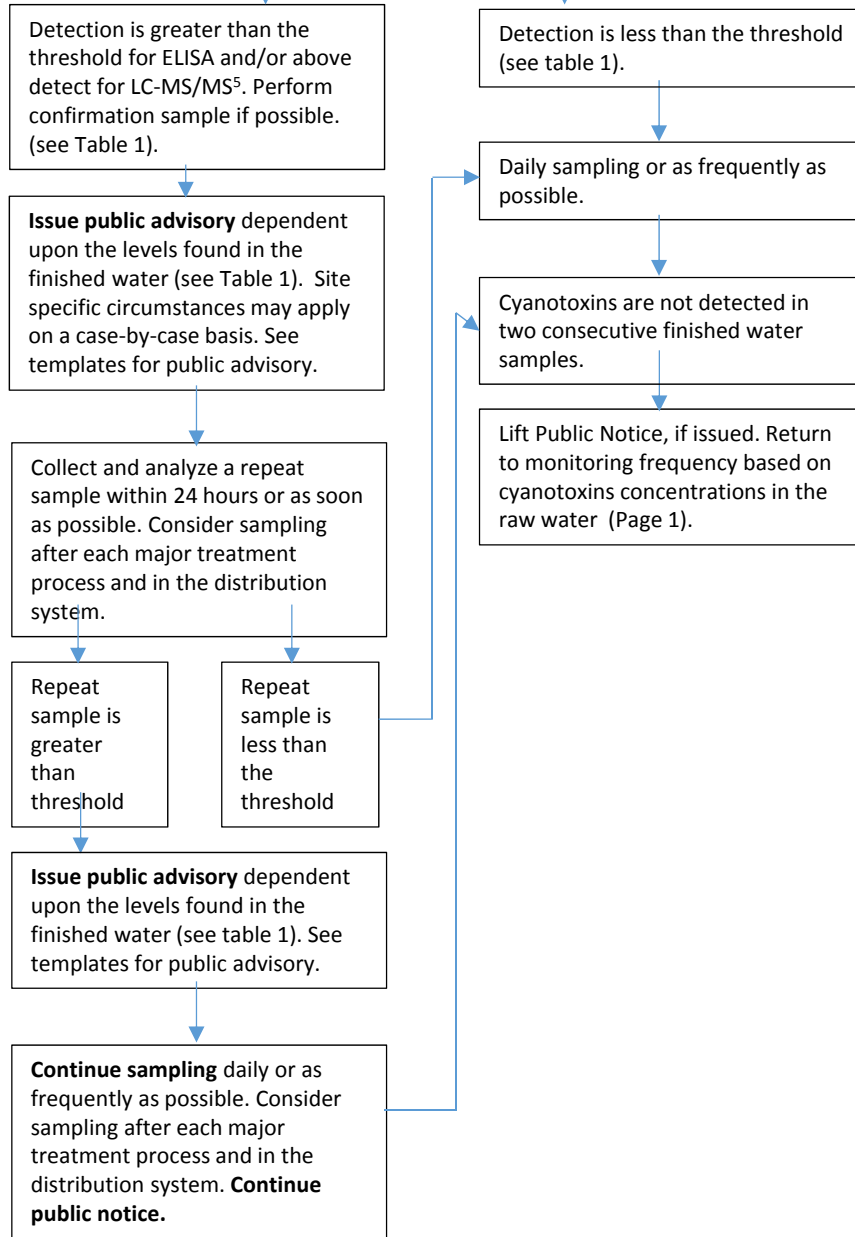 Detection is greater than the
threshold for ELISA and/or above
detect for LC-MS/MS⁵. Perform
confirmation sample if possible.
(see Table 1).
Issue public advisory dependent
upon the levels found in the
finished water (see Table 1).  Site
specific circumstances may apply
on a case-by-case basis. See
templates for public advisory.
Collect and analyze a repeat
sample within 24 hours or as soon
as possible. Consider sampling
after each major treatment
process and in the distribution
system.
Repeat
sample is
greater
than
threshold
Repeat
sample is
less than
the
threshold
Issue public advisory dependent
upon the levels found in the
finished water (see table 1). See
templates for public advisory.
Continue sampling daily or as
frequently as possible. Consider
sampling after each major
treatment process and in the
distribution system. Continue
public notice.
Detection is less than the threshold
(see table 1).
Daily sampling or as frequently as
possible.
Cyanotoxins are not detected in
two consecutive finished water
samples.
Lift Public Notice, if issued. Return
to monitoring frequency based on
cyanotoxins concentrations in the
raw water  (Page 1).